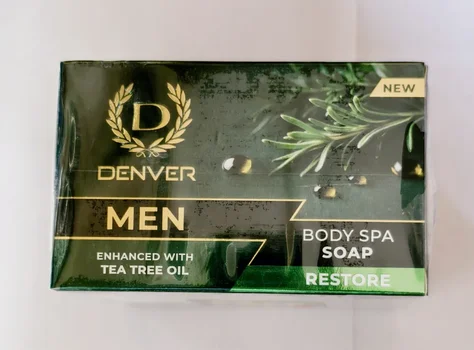 NEW
D
DENVER
MEN
ENHANCED WITH
TEA TREE OIL
BODY SPA
SOAP
RESTORE